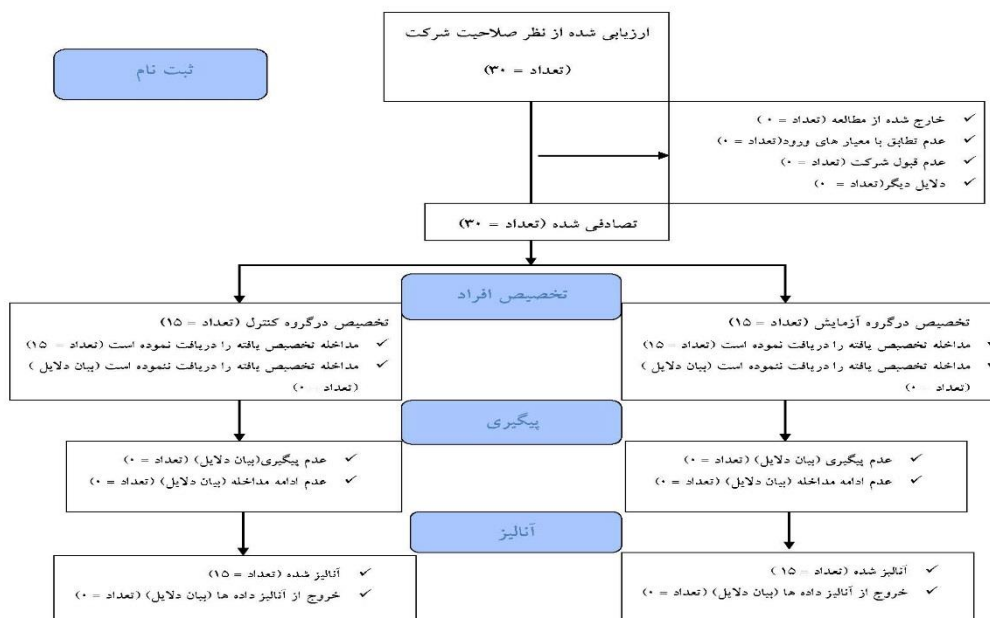 ارزیابی شده از نظر صلاحیت شرکت
(تعداد = ۳۰)
ثبت نام
✓ خارج شده از مطالعه (تعداد = ۰)
✓ عدم تطابق با معیار های ورود(تعداد = ۰)
✓ عدم قبول شرکت (تعداد = ۰)
✓ دلایل دیگر(تعداد = ۰)
تصادفی شده (تعداد = ۳۰)
تخصیص افراد
تخصیص درگروه آزمایش (تعداد = ۱۵)
✓ مداخله تخصیص یافته را دریافت نموده است (تعداد = ۱۵)
✓ مداخله تخصیص یافته را دریافت ننموده است (بیان دلایل )
(تعداد = ۰)
تخصیص درگروه کنترل (تعداد = ۱۵)
✓ مداخله تخصیص یافته را دریافت نموده است (تعداد = ۱۵)
✓ مداخله تخصیص یافته را دریافت ننموده است (بیان دلایل )
(تعداد = ۰)
پیگیری
✓ عدم پیگیری (بیان دلایل) (تعداد = ۰)
✓ عدم ادامه مداخله (بیان دلایل) (تعداد = ۰)
✓ عدم پیگیری(بیان دلایل) (تعداد = ۰)
✓ عدم ادامه مداخله (بیان دلایل) (تعداد = ۰)
آنالیز
✓ آنالیز شده (تعداد = ۱۵ )
✓ خروج از آنالیز داده ها (بیان دلایل) (تعداد = ۰)
✓ آنالیز شده (تعداد = ۱۵)
✓ خروج از آنالیز داده ها (بیان دلایل) (تعداد = ۰)